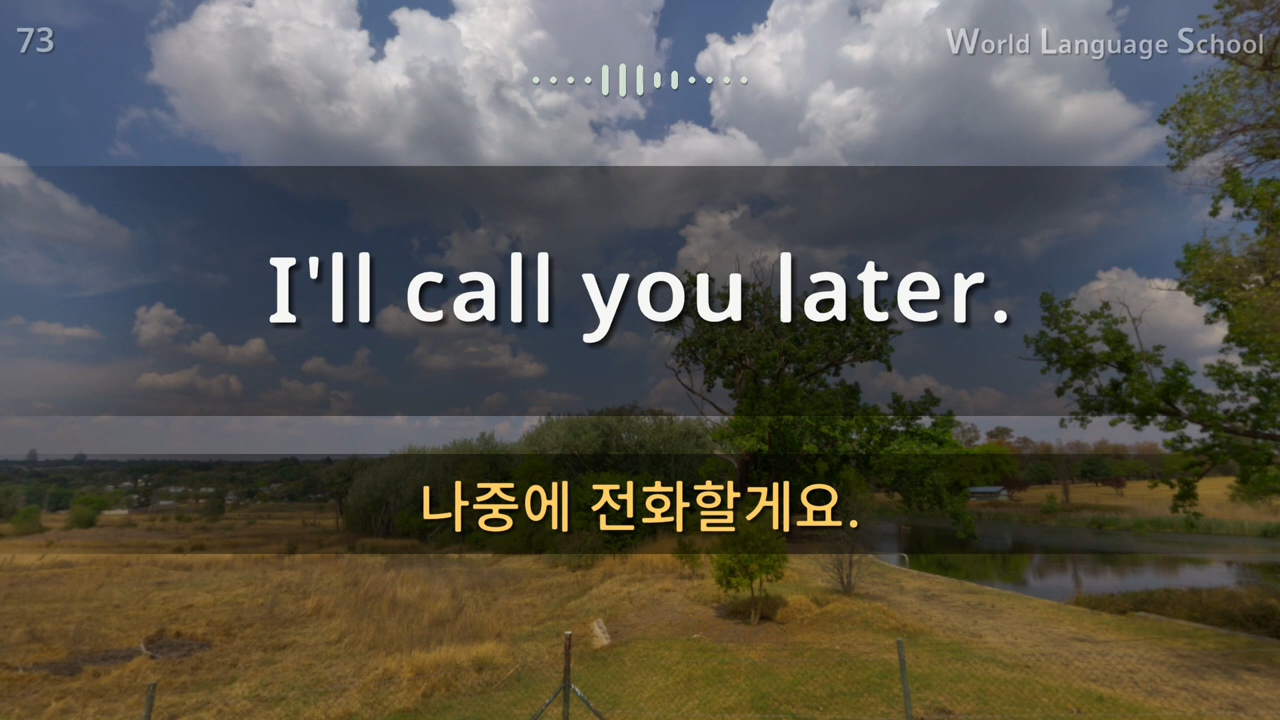 73
World Language School
I'll call you later.
나중에 전화할게요.